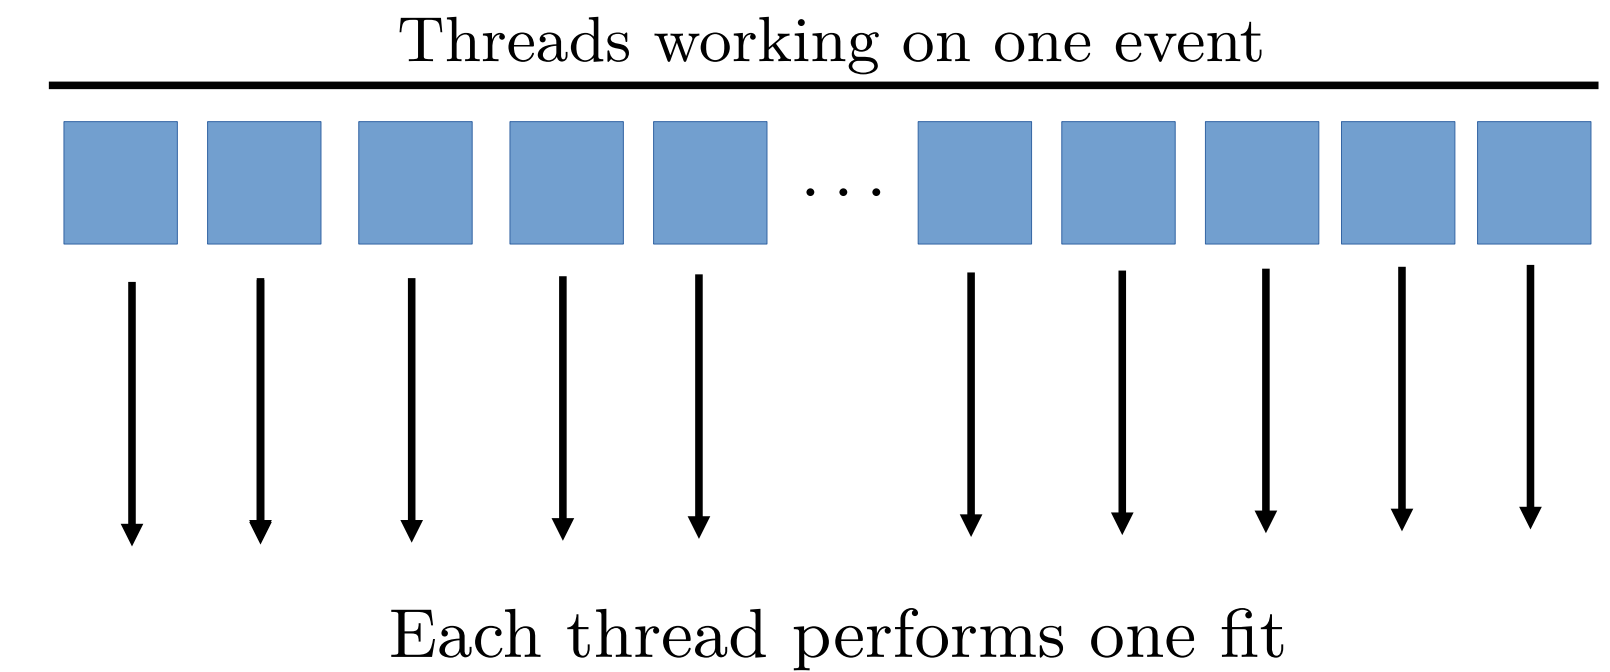 Threads working on one event
...
Each thread performs one fit